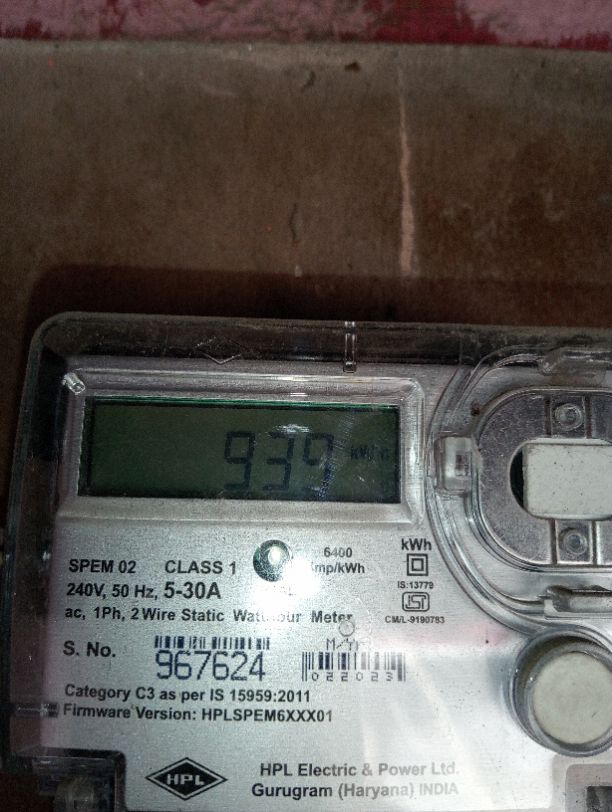 939
SPEM 02 CLASS 1
6400
imp/kWh
kWh
240V, 50 Hz, 5-30A
IS:13779
ac, 1Ph, 2 Wire Static Watthour Meter
CM/L-9190783
S. No.
967624
M/Yr
022023
Category C3 as per IS 15959:2011
Firmware Version: HPLSPEM6XXX01
HPL
HPL Electric & Power Ltd.
Gurugram (Haryana) INDIA